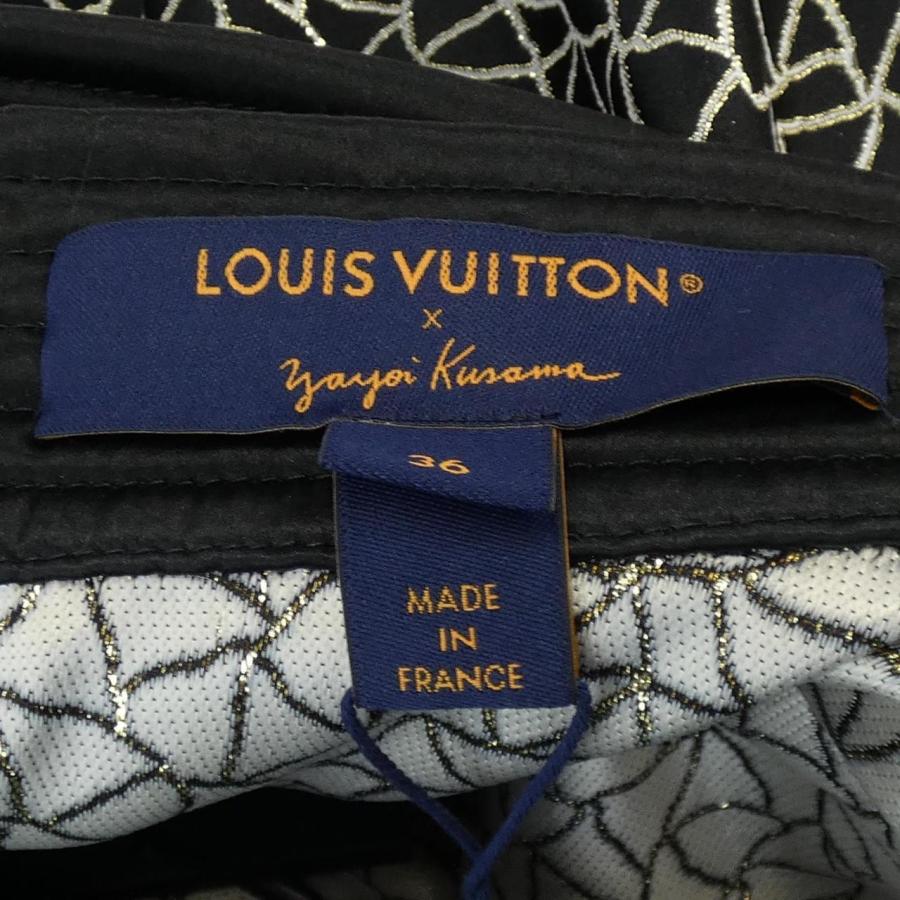 LOUIS VUITTON®
x
Yayoi Kusama
36
MADE
IN
FRANCE